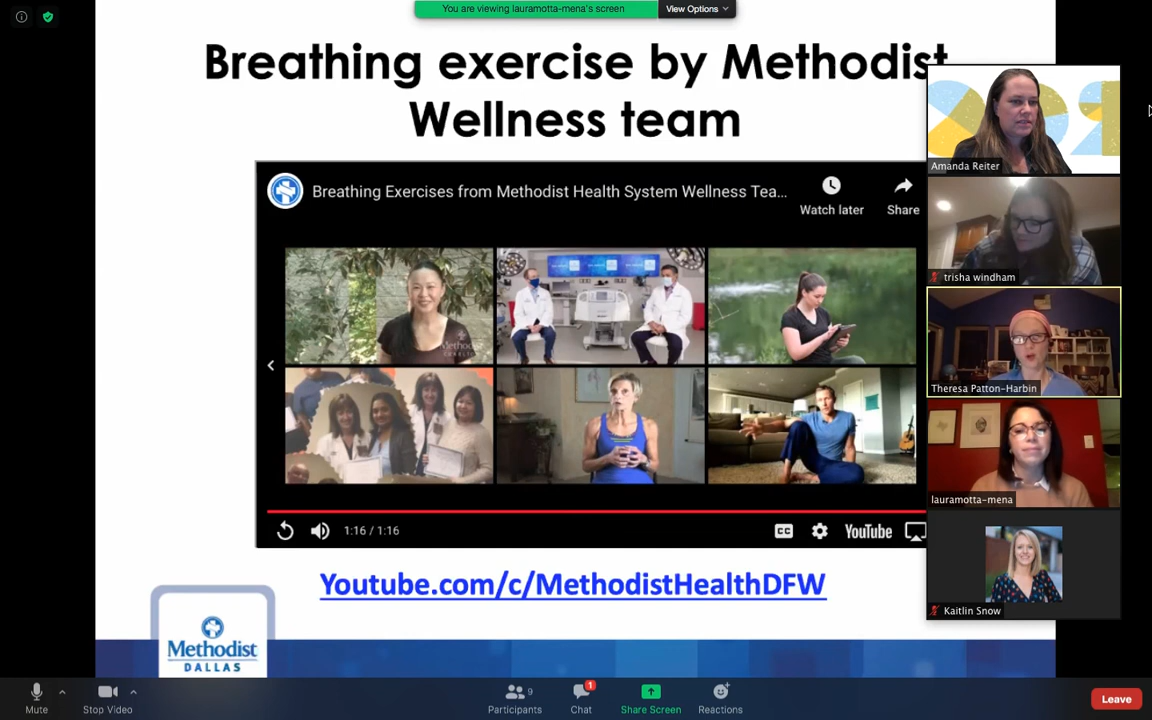 You are viewing lauramotta-mena's screen
View Options
Breathing exercise by Methodist
Wellness team
Breathing Exercises from Methodist Health System Wellness Tea...
Watch later
Share
Amanda Reiter
trisha windham
Theresa Patton-Harbin
lauramotta-mena
Kaitlin Snow
1:16 / 1:16
CC
YouTube
Youtube.com/c/MethodistHealthDFW
Methodist
DALLAS
Mute
Stop Video
9
Participants
1
Chat
Share Screen
Reactions
Leave